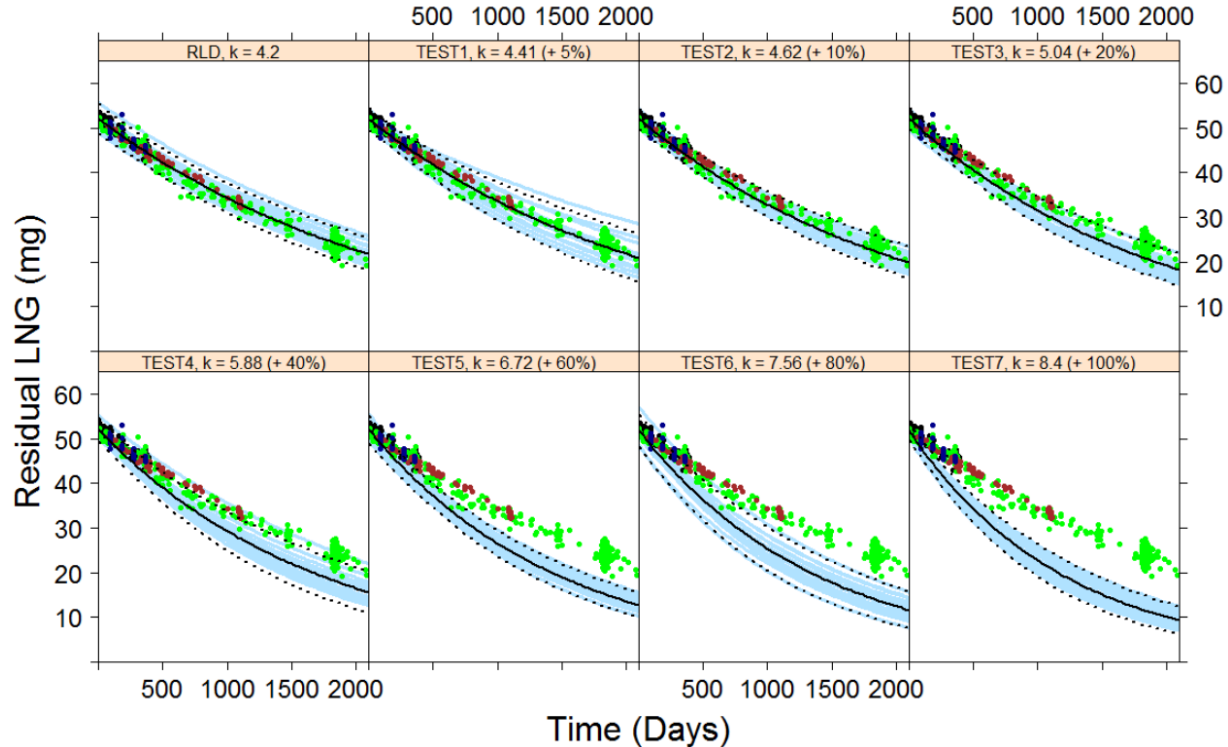 500 1000 1500 2000 500 1000 1500 2000
RLD, k = 4.2 TEST1, k = 4.41 (+ 5%) TEST2, k = 4.62 (+ 10%) TEST3, k = 5.04 (+ 20%)
60
50
40
30
20
10
TEST4, k = 5.88 (+ 40%) TEST5, k = 6.72 (+ 60%) TEST6, k = 7.56 (+ 80%) TEST7, k = 8.4 (+ 100%)
60
50
40
30
20
10
Residual LNG (mg)
500 1000 1500 2000 500 1000 1500 2000
Time (Days)